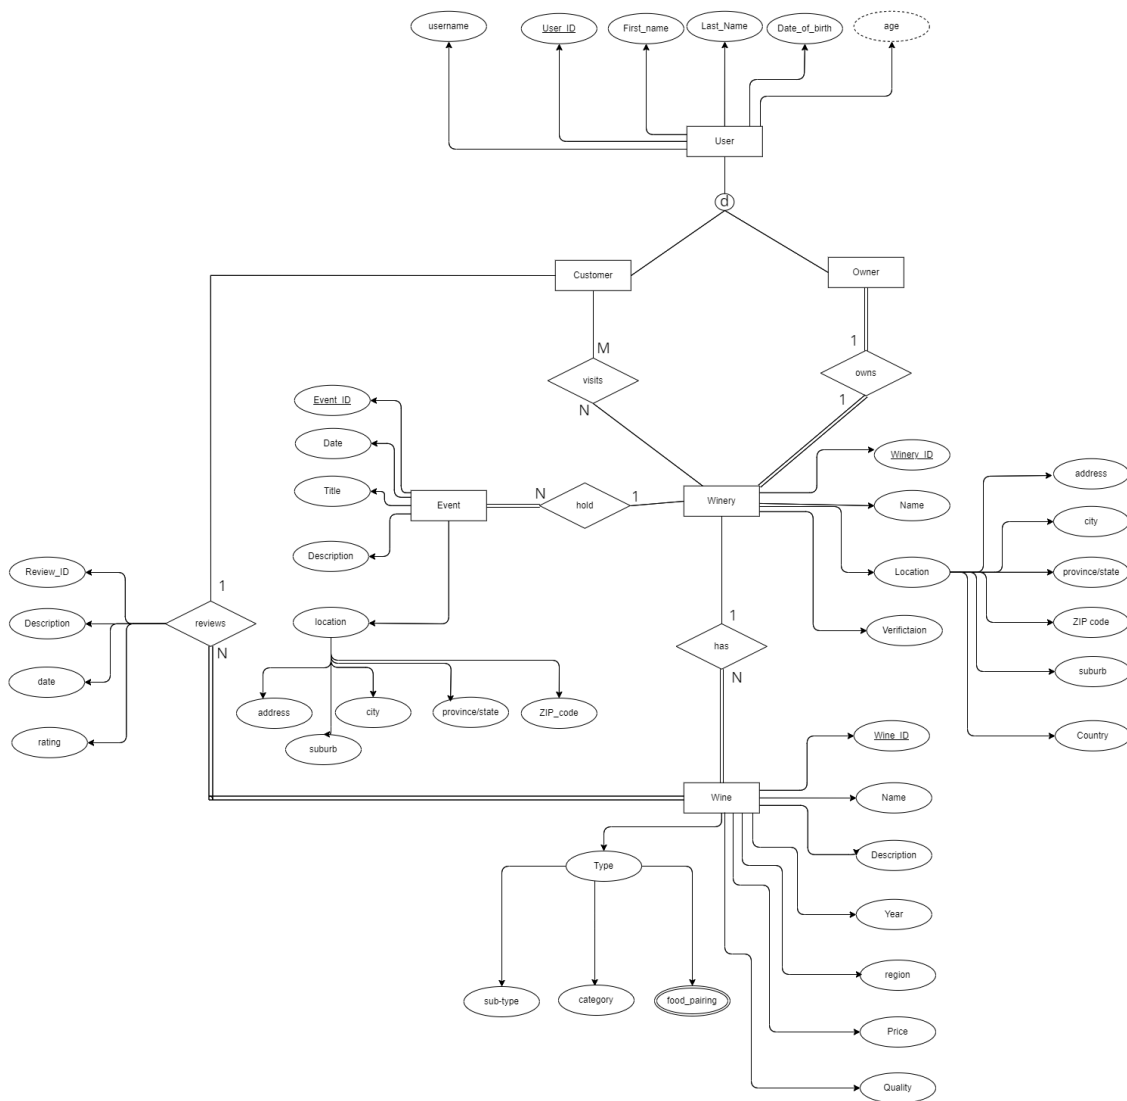 username
User_ID
First_name
Last_Name
Date_of_birth
age
User
d
Customer
Owner
M
visits
N
1
owns
1
Event_ID
Date
Title
Description
Event
N
hold
1
Winery
Winery_ID
Name
Location
Verifictaion
address
city
province/state
ZIP code
suburb
Country
location
address
city
province/state
ZIP_code
suburb
1
reviews
N
Review_ID
Description
date
rating
1
has
N
Wine
Wine_ID
Name
Description
Year
region
Price
Quality
Type
sub-type
category
food_pairing